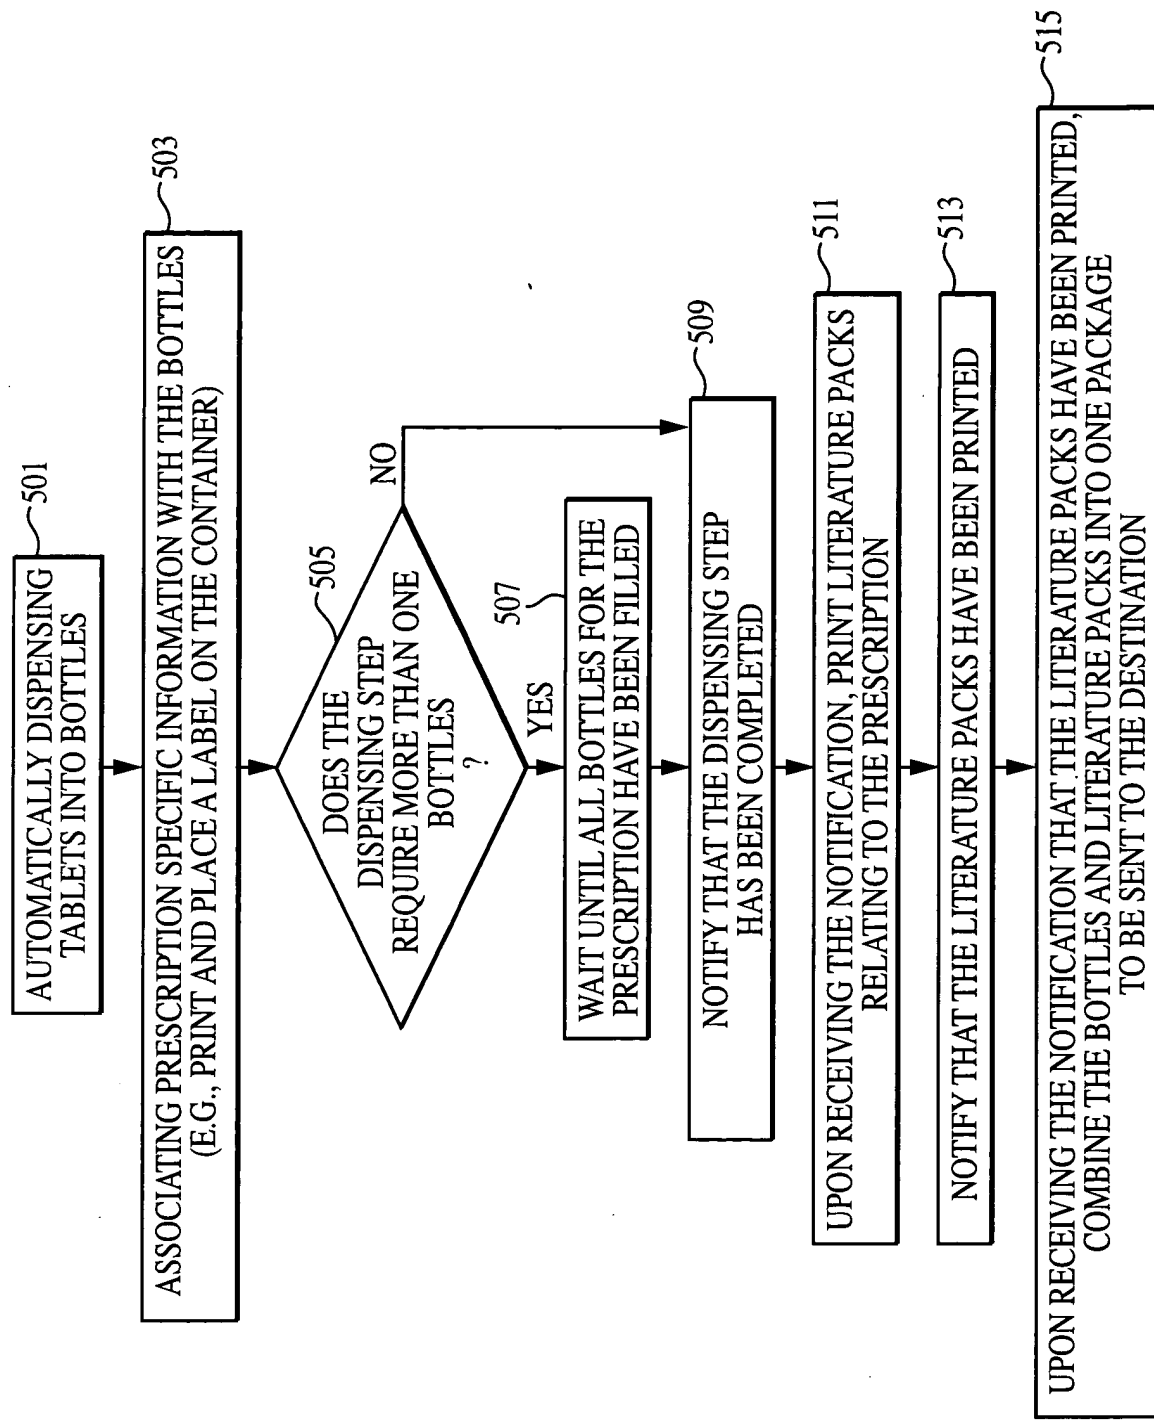 501
AUTOMATICALLY DISPENSING
TABLETS INTO BOTTLES
503
ASSOCIATING PRESCRIPTION SPECIFIC INFORMATION WITH THE BOTTLES
(E.G., PRINT AND PLACE A LABEL ON THE CONTAINER)
505
DOES THE
DISPENSING STEP
REQUIRE MORE THAN ONE
BOTTLES
?
NO
YES
507
WAIT UNTIL ALL BOTTLES FOR THE
PRESCRIPTION HAVE BEEN FILLED
509
NOTIFY THAT THE DISPENSING STEP
HAS BEEN COMPLETED
511
UPON RECEIVING THE NOTIFICATION, PRINT LITERATURE PACKS
RELATING TO THE PRESCRIPTION
513
NOTIFY THAT THE LITERATURE PACKS HAVE BEEN PRINTED
515
UPON RECEIVING THE NOTIFICATION THAT THE LITERATURE PACKS HAVE BEEN PRINTED,
COMBINE THE BOTTLES AND LITERATURE PACKS INTO ONE PACKAGE
TO BE SENT TO THE DESTINATION